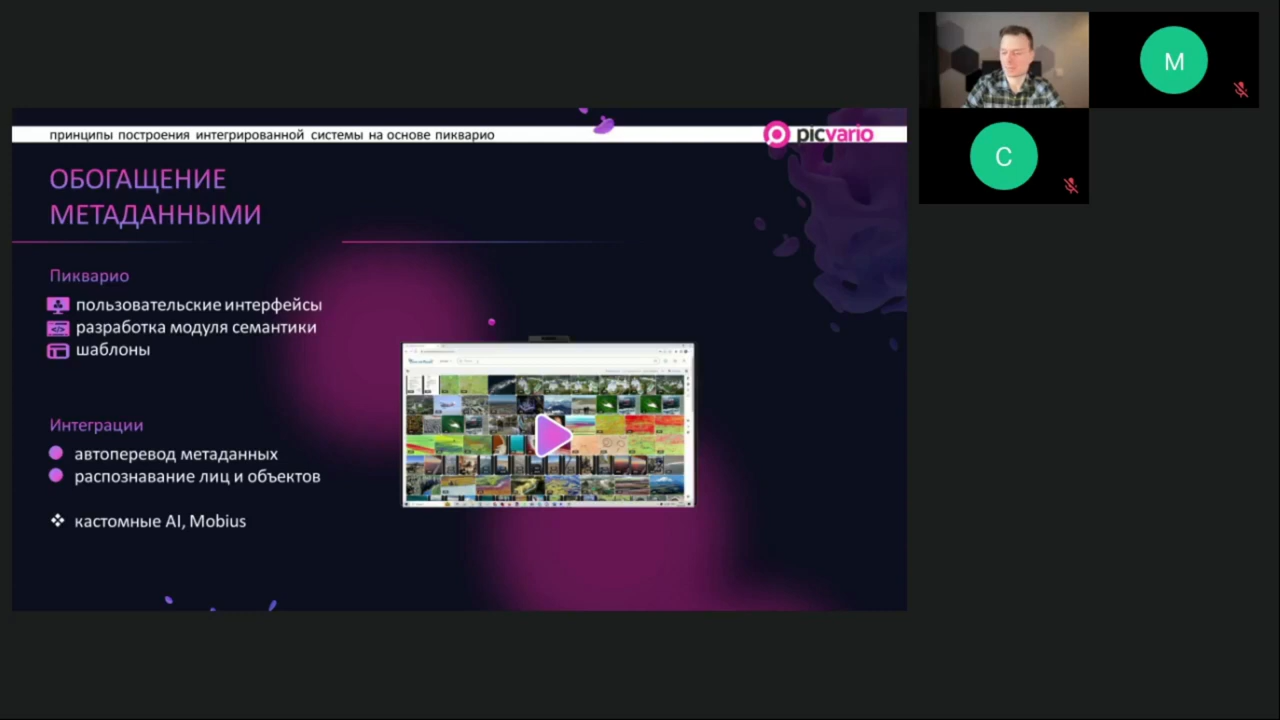 принципы построения интегрированной системы на основе пикварио
picvario
ОБОГАЩЕНИЕ
МЕТАДАННЫМИ
Пикварио
пользовательские интерфейсы
разработка модуля семантики
шаблоны
Интеграции
автоперевод метаданных
распознавание лиц и объектов
кастомные AI, Mobius
M
C